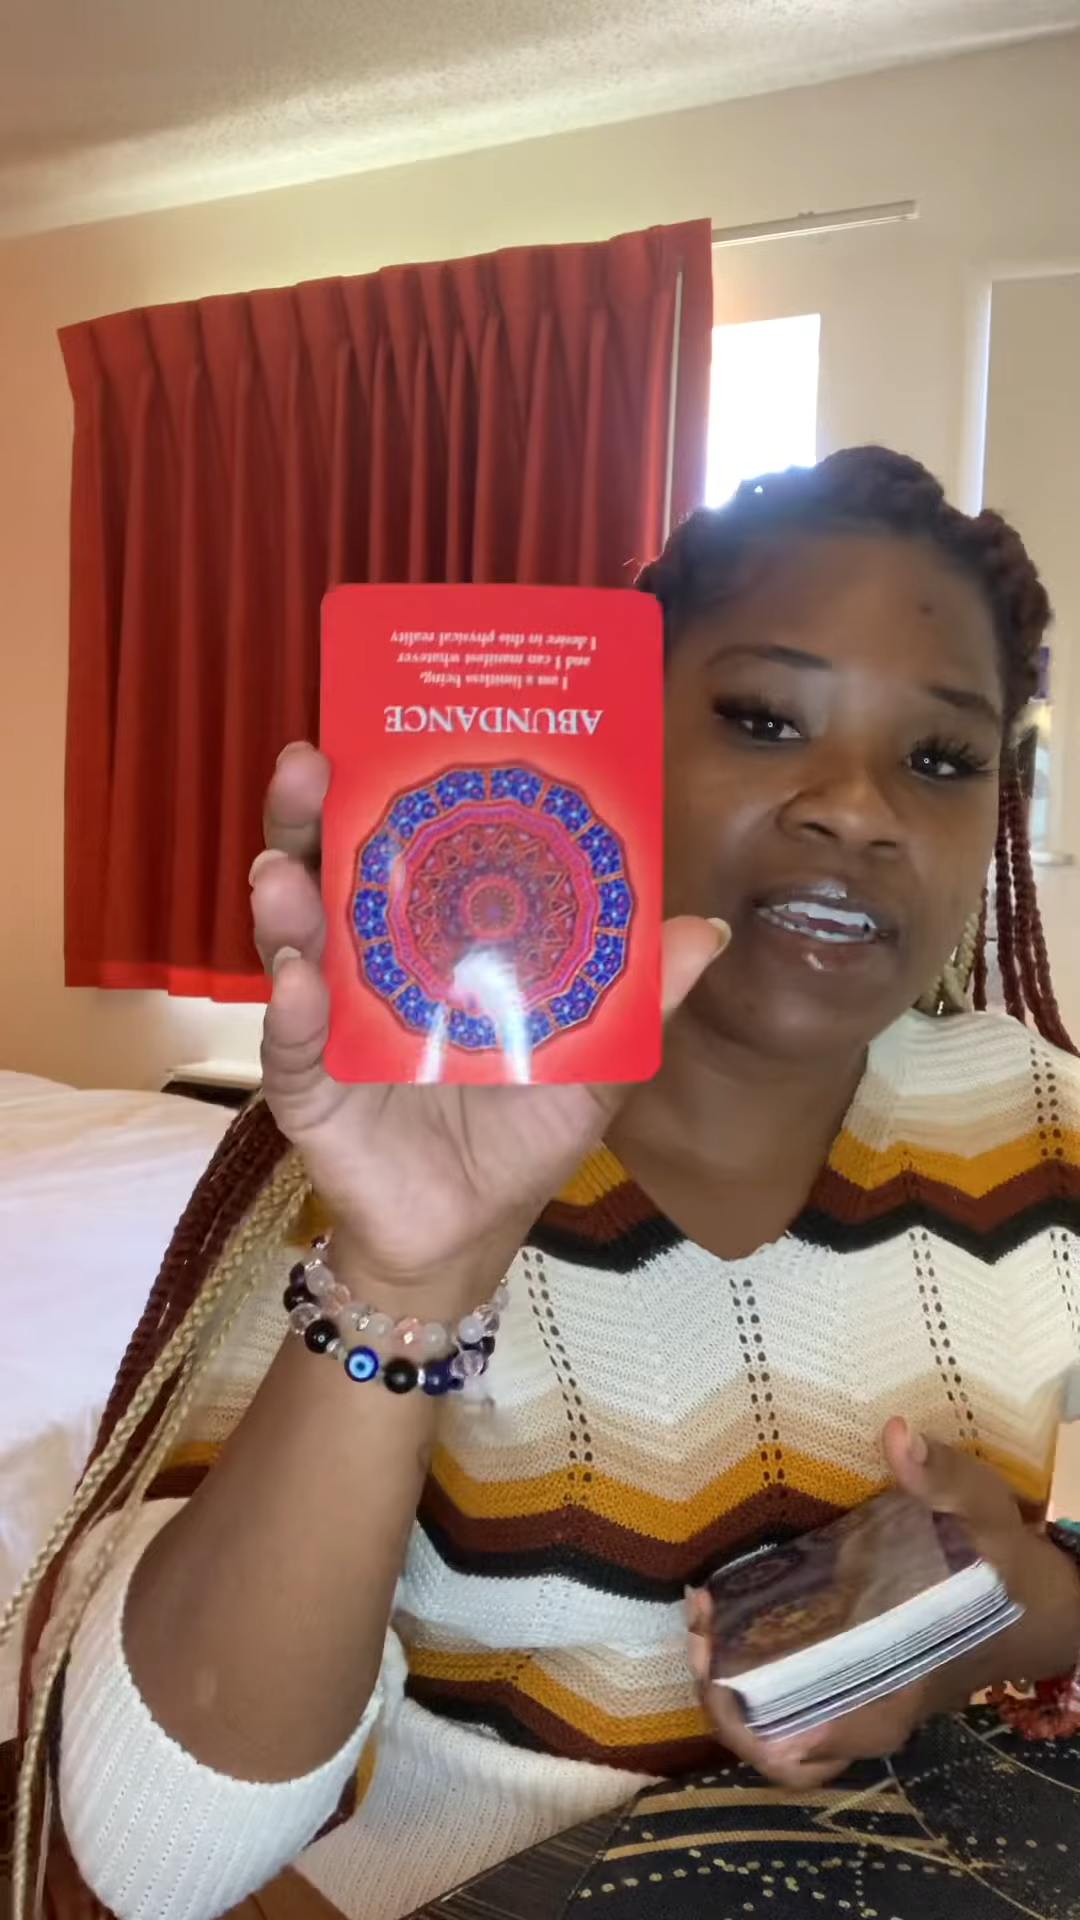 ABUNDANCE
I am a limitless being,
and I can manifest whatever
I desire in this physical reality